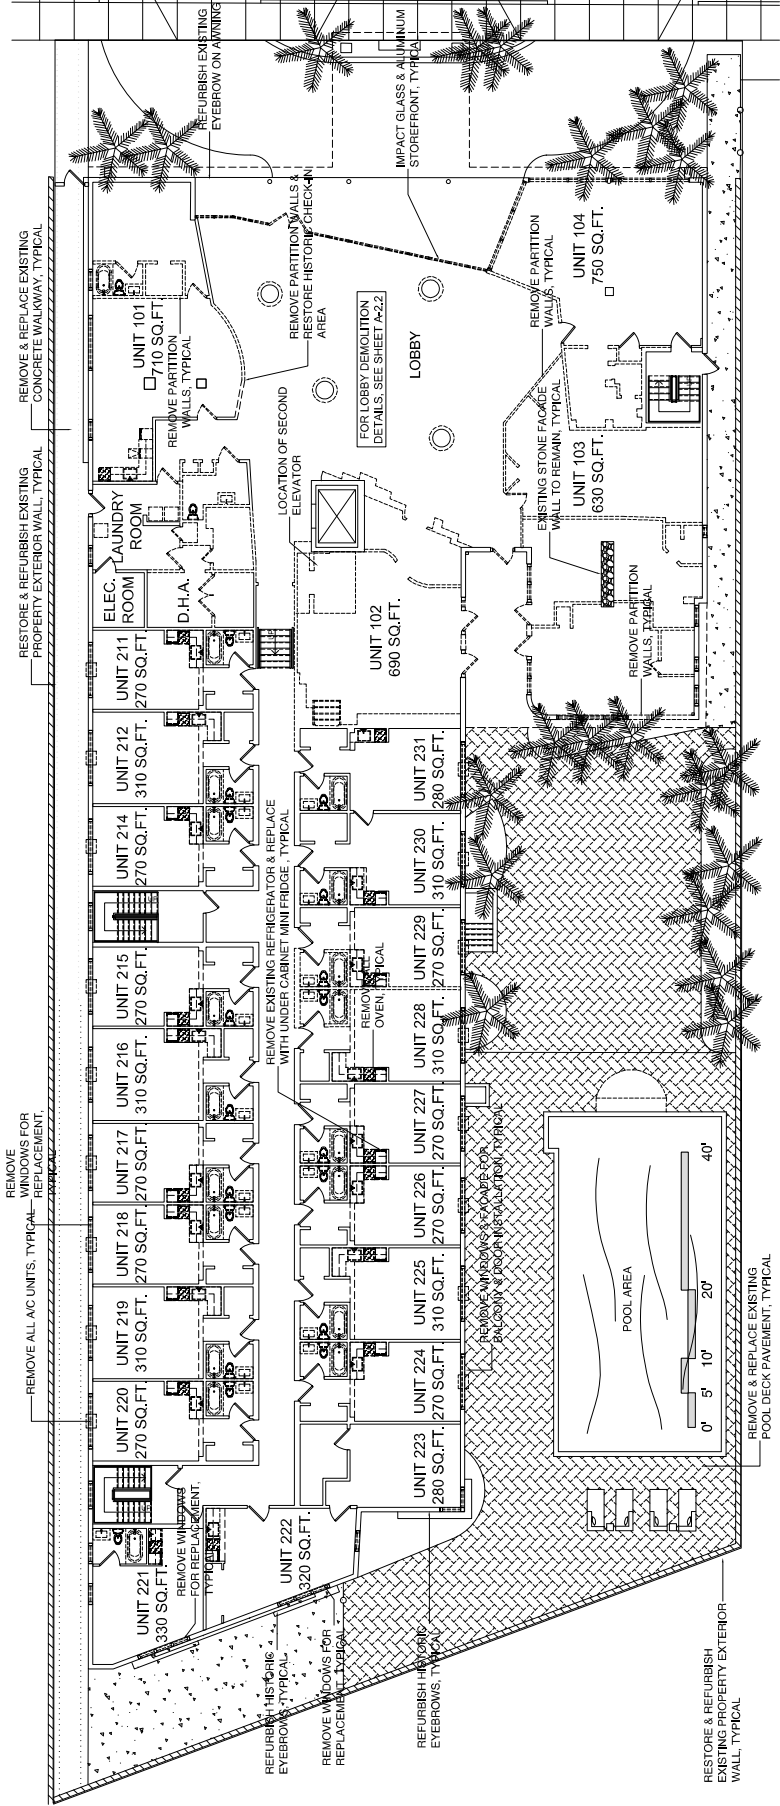 REFURBISH EXISTING
EYEBROW ON AWNING
IMPACT GLASS & ALUMINUM
STOREFRONT, TYPICAL
REMOVE & REPLACE EXISTING
CONCRETE WALKWAY, TYPICAL
RESTORE & REFURBISH EXISTING
PROPERTY EXTERIOR WALL, TYPICAL
UNIT 101
710 SQ.FT.
REMOVE PARTITION
WALLS, TYPICAL
REMOVE PARTITION WALLS &
RESTORE HISTORIC CHECK-IN
AREA
FOR LOBBY DEMOLITION
DETAILS, SEE SHEET A-2.2
LOBBY
UNIT 104
750 SQ.FT.
REMOVE PARTITION
WALLS, TYPICAL
LOCATION OF SECOND
ELEVATOR
EXISTING STONE FACADE
WALL TO REMAIN, TYPICAL
UNIT 103
630 SQ.FT.
REMOVE PARTITION
WALLS, TYPICAL
LAUNDRY
ROOM
ELEC.
ROOM
D.H.A.
UNIT 102
690 SQ.FT.
UNIT 211
270 SQ.FT.
UNIT 212
310 SQ.FT.
UNIT 214
270 SQ.FT.
UNIT 215
270 SQ.FT.
UNIT 216
310 SQ.FT.
UNIT 217
270 SQ.FT.
UNIT 218
270 SQ.FT.
UNIT 219
310 SQ.FT.
UNIT 220
270 SQ.FT.
UNIT 221
330 SQ.FT.
UNIT 222
320 SQ.FT.
UNIT 223
280 SQ.FT.
UNIT 224
270 SQ.FT.
UNIT 225
310 SQ.FT.
UNIT 226
270 SQ.FT.
UNIT 227
270 SQ.FT.
UNIT 228
310 SQ.FT.
UNIT 229
270 SQ.FT.
UNIT 230
310 SQ.FT.
UNIT 231
280 SQ.FT.
REMOVE EXISTING REFRIGERATOR & REPLACE
WITH UNDER CABINET MINI FRIDGE , TYPICAL
REMOVE WALL
OVEN, TYPICAL
REMOVE
WINDOWS FOR
REPLACEMENT,
TYPICAL
REMOVE ALL A/C UNITS, TYPICAL
REMOVE WINDOWS & FACADE FOR
BALCONY & DOOR INSTALLATION, TYPICAL
POOL AREA
0' 5' 10' 20' 40'
REMOVE & REPLACE EXISTING
POOL DECK PAVEMENT, TYPICAL
REMOVE WINDOWS
FOR REPLACEMENT,
TYPICAL
REFURBISH HISTORIC
EYEBROWS, TYPICAL
REMOVE WINDOWS FOR
REPLACEMENT, TYPICAL
REFURBISH HISTORIC
EYEBROWS, TYPICAL
RESTORE & REFURBISH
EXISTING PROPERTY EXTERIOR
WALL, TYPICAL